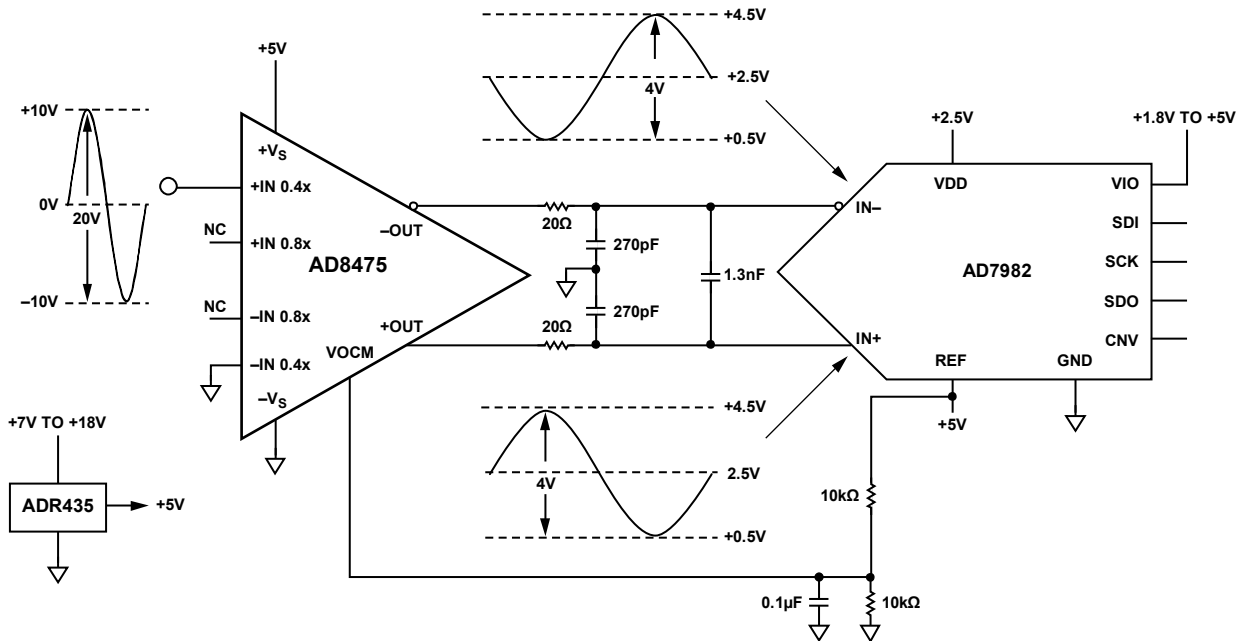 +4.5V
+5V
4V
+2.5V
+0.5V
+10V
0V
20V
–10V
+VS
+IN 0.4x
NC
+IN 0.8x
AD8475
NC
–IN 0.8x
–IN 0.4x
–VS
–OUT
+OUT
VOCM
20Ω
270pF
270pF
20Ω
1.3nF
+2.5V
+1.8V TO +5V
VDD
VIO
IN–
SDI
AD7982
SCK
SDO
CNV
IN+
REF
GND
+5V
+7V TO +18V
ADR435
+5V
+4.5V
4V
2.5V
+0.5V
10kΩ
0.1µF
10kΩ